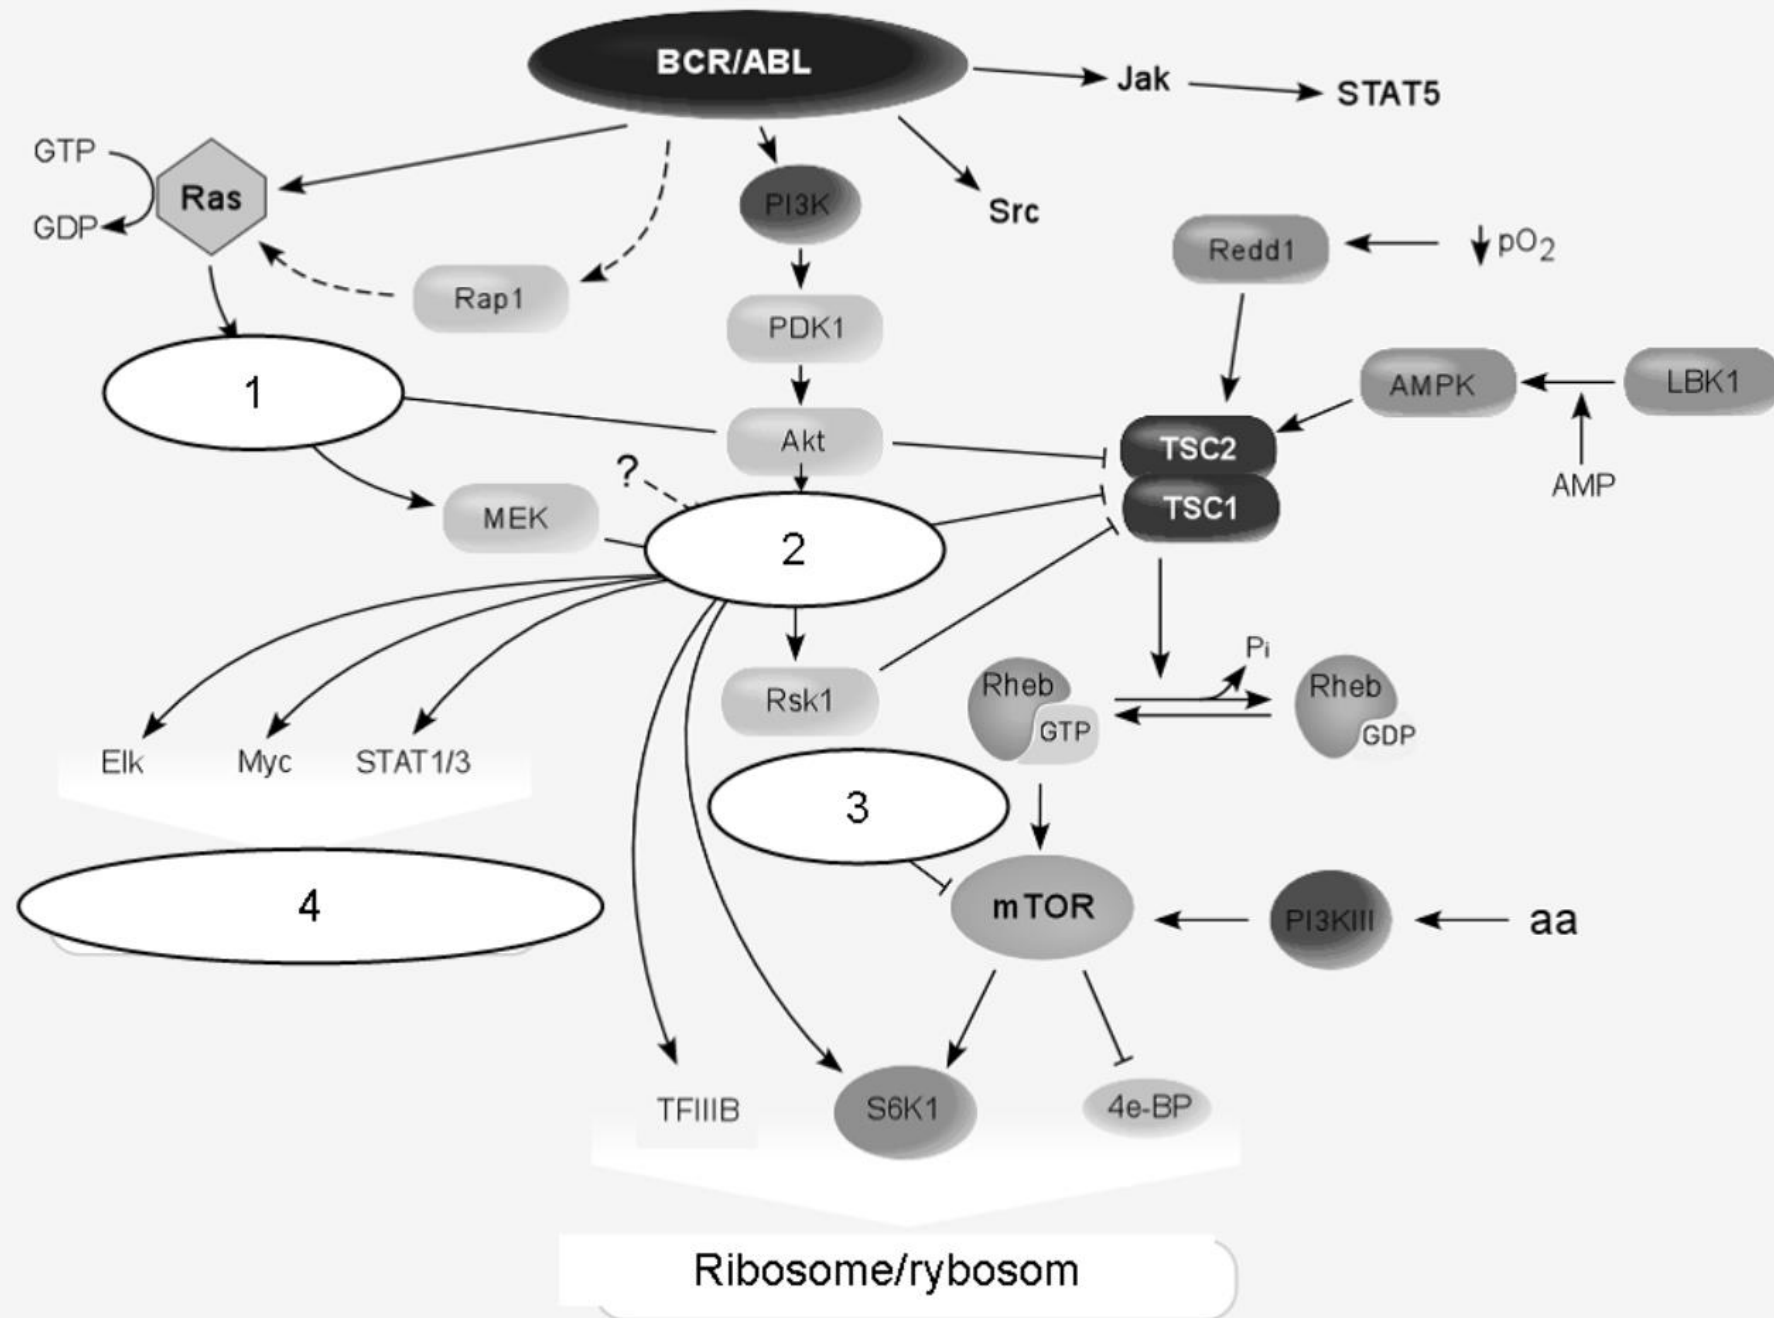 BCR/ABL
Jak
STAT5
GTP
Ras
GDP
PI3K
Src
Redd1
pO2
Rap1
PDK1
1
AMPK
LBK1
Akt
TSC2
?
AMP
MEK
TSC1
2
Pi
Rheb
GTP
Rheb
GDP
Rsk1
Elk
Myc
STAT1/3
3
4
mTOR
PI3KIII
aa
TFIIIB
S6K1
4e-BP
Ribosome/rybosom